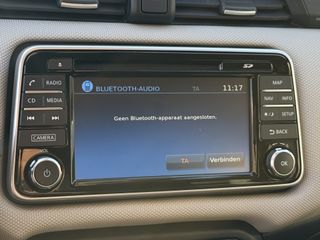 SD
RADIO
CD MEDIA
CAMERA
BLUETOOTH-AUDIO TA 11:17
Geen Bluetooth-apparaat aangesloten.
TA Verbinden
MAP
NAV INFO
SETUP
BACK
OK